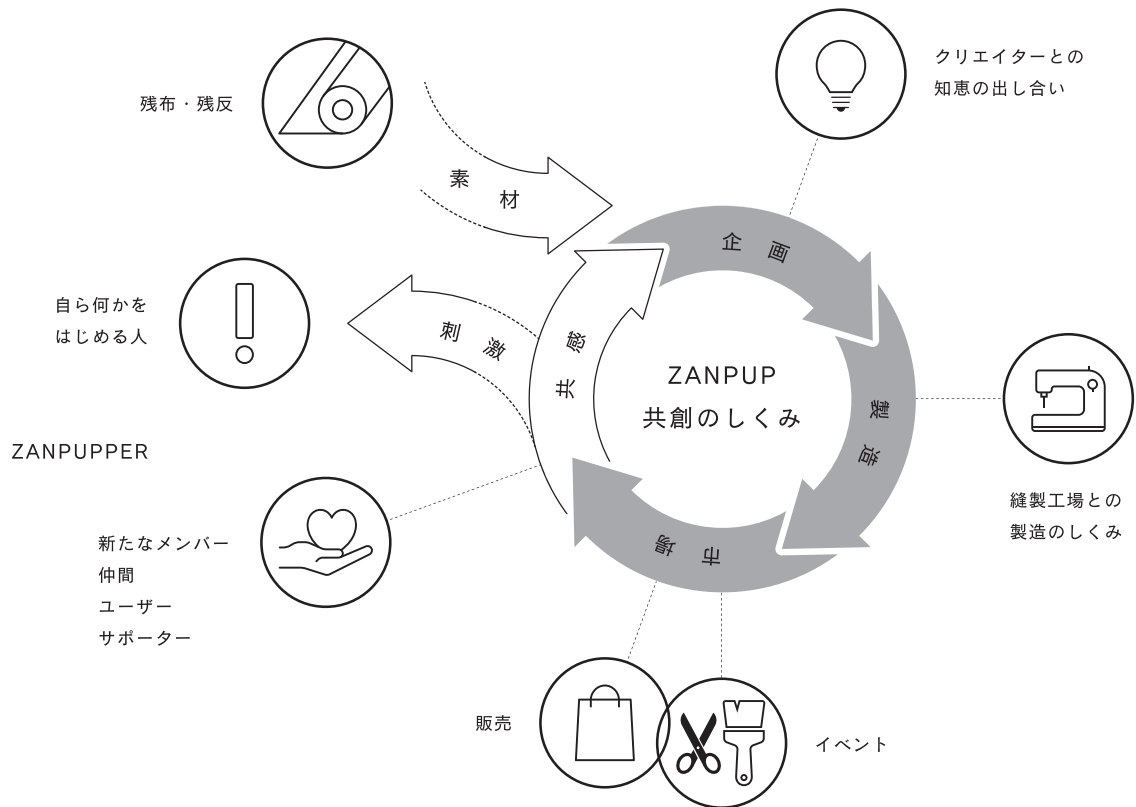 クリエイターとの
知恵の出し合い
残布・残反
素材
企画
自ら何かを
はじめる人
刺激
共感
ZANPUP
共創のしくみ
製造
ZANPUPPER
縫製工場との
製造のしくみ
新たなメンバー
仲間
ユーザー
サポーター
市場
販売
イベント